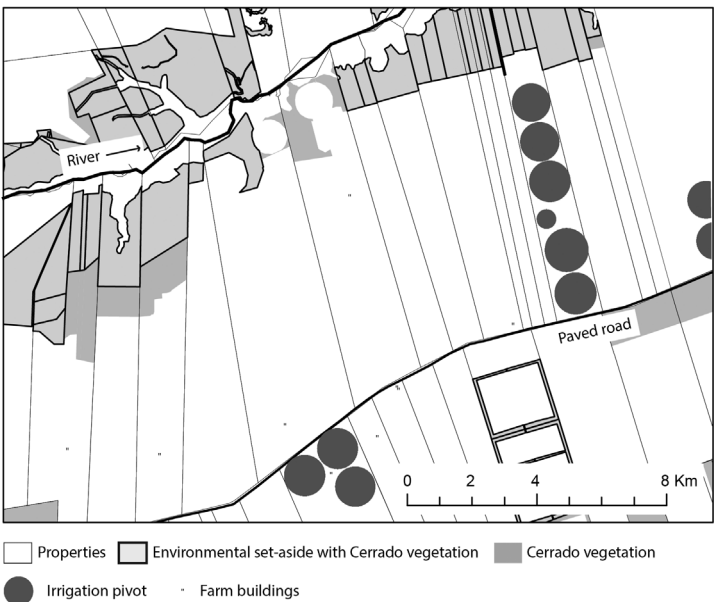 River
Paved road
0 2 4 8 Km
Properties
Environmental set-aside with Cerrado vegetation
Cerrado vegetation
Irrigation pivot
Farm buildings